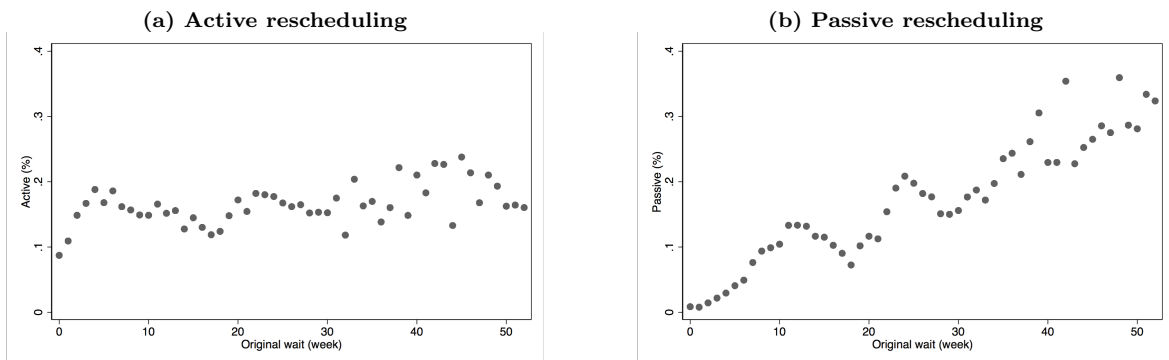 (a) Active rescheduling
.4
.3
.2
.1
0
Active (%)
0 10 20 30 40 50
Original wait (week)
(b) Passive rescheduling
.4
.3
.2
.1
0
Passive (%)
0 10 20 30 40 50
Original wait (week)